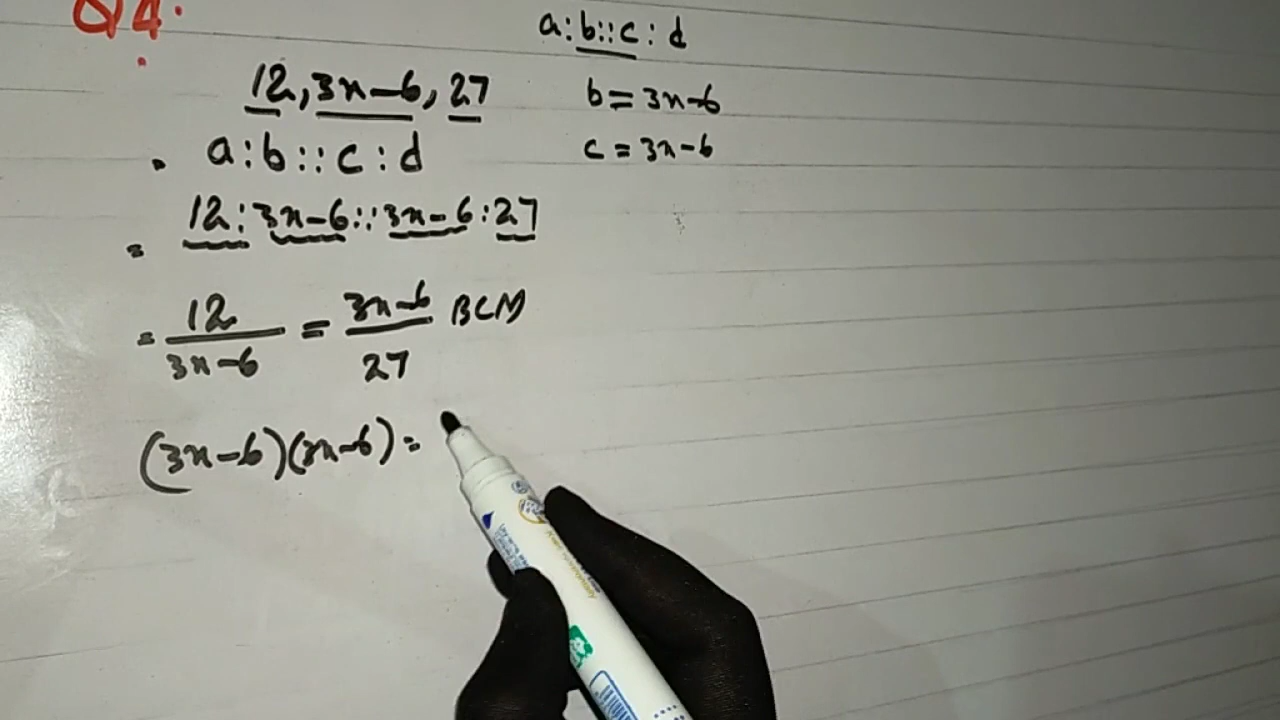 Q4.
a:b::c:d
12, 3x-6, 27
b=3x-6
a:b::c:d
c=3x-6
= 12:3x-6::3x-6:27
= 12/3x-6 = 3x-6/27 BCM
(3x-6)(3x-6)=